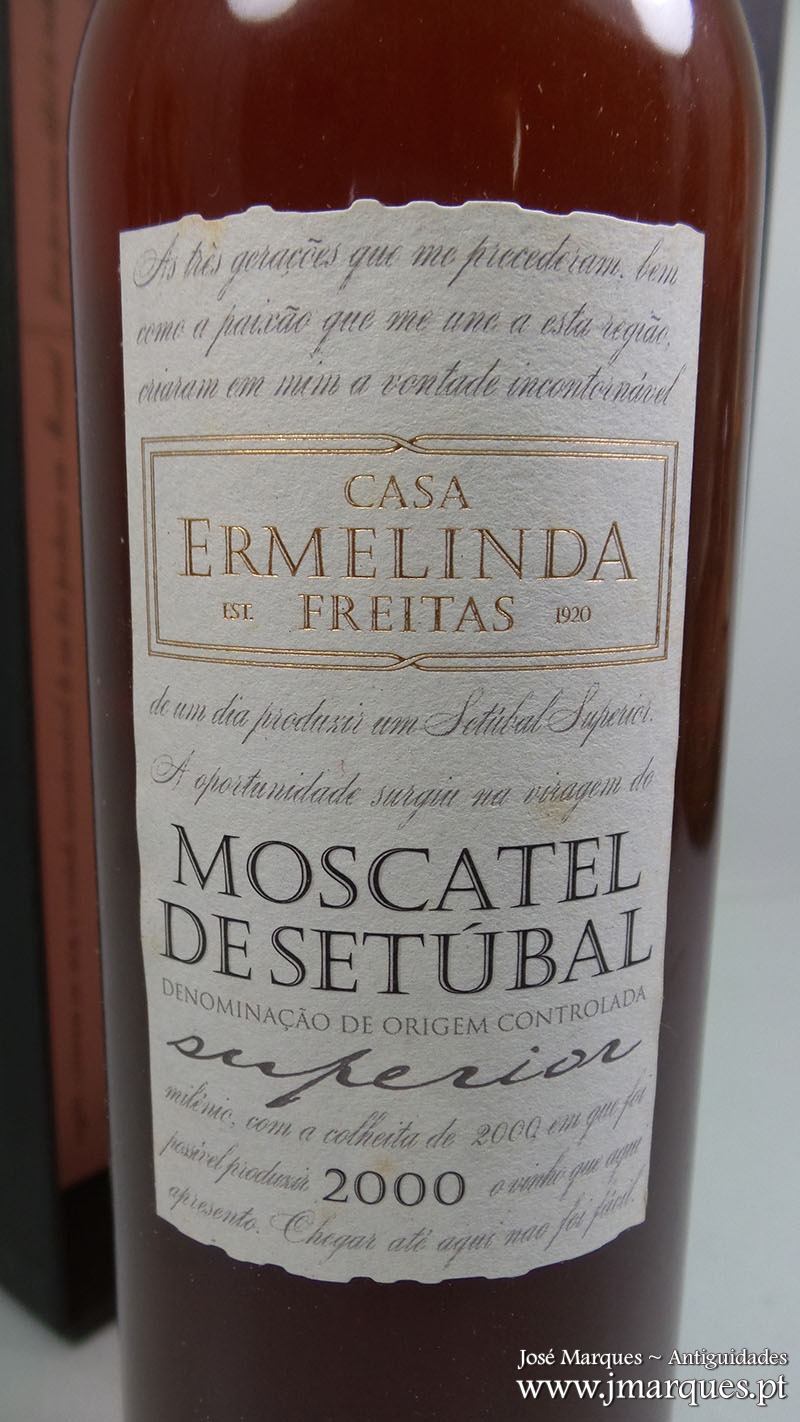 As três gerações que me precederam, bem
como a paixão que me une a esta região,
criaram em mim a vontade incontornável
CASA
ERMELINDA
EST. FREITAS 1920
de um dia produzir um Setúbal Superior.
A oportunidade surgiu na viragem do
MOSCATEL
DE SETÚBAL
DENOMINAÇÃO DE ORIGEM CONTROLADA
superior
milénio, com a colheita de 2000 em que foi
possível produzir 2000 o vinho que aqui
apresento. Chegar até aqui nao foi fácil.
José Marques ~ Antiguidades
www.jmarques.pt